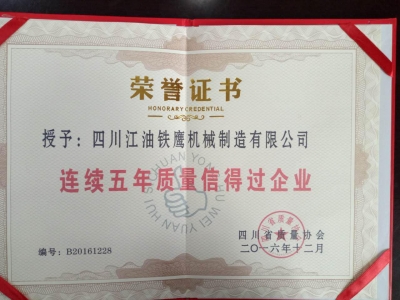 荣誉证书
HONORARY CREDENTIAL
授予：四川江油铁鹰机械制造有限公司
连续五年质量信得过企业
四川省质量协会
编号：B20161228
二〇一六年十二月